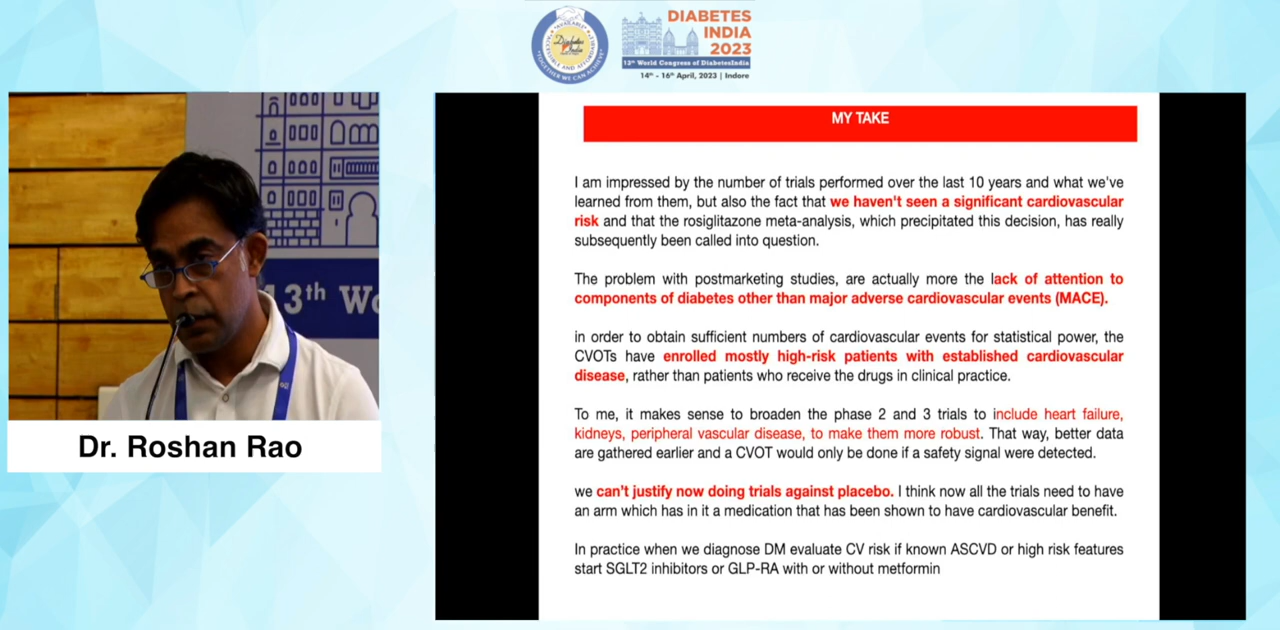 DIABETES
INDIA
2023
13th World Congress of DiabetesIndia
14th - 16th April, 2023 | Indore
Diabetes
India
TOGETHER WE CAN ACHIEVE
13th Wo
Dr. Roshan Rao
MY TAKE
I am impressed by the number of trials performed over the last 10 years and what we've
learned from them, but also the fact that we haven't seen a significant cardiovascular
risk and that the rosiglitazone meta-analysis, which precipitated this decision, has really
subsequently been called into question.
The problem with postmarketing studies, are actually more the lack of attention to
components of diabetes other than major adverse cardiovascular events (MACE).
in order to obtain sufficient numbers of cardiovascular events for statistical power, the
CVOTs have enrolled mostly high-risk patients with established cardiovascular
disease, rather than patients who receive the drugs in clinical practice.
To me, it makes sense to broaden the phase 2 and 3 trials to include heart failure,
kidneys, peripheral vascular disease, to make them more robust. That way, better data
are gathered earlier and a CVOT would only be done if a safety signal were detected.
we can't justify now doing trials against placebo. I think now all the trials need to have
an arm which has in it a medication that has been shown to have cardiovascular benefit.
In practice when we diagnose DM evaluate CV risk if known ASCVD or high risk features
start SGLT2 inhibitors or GLP-RA with or without metformin